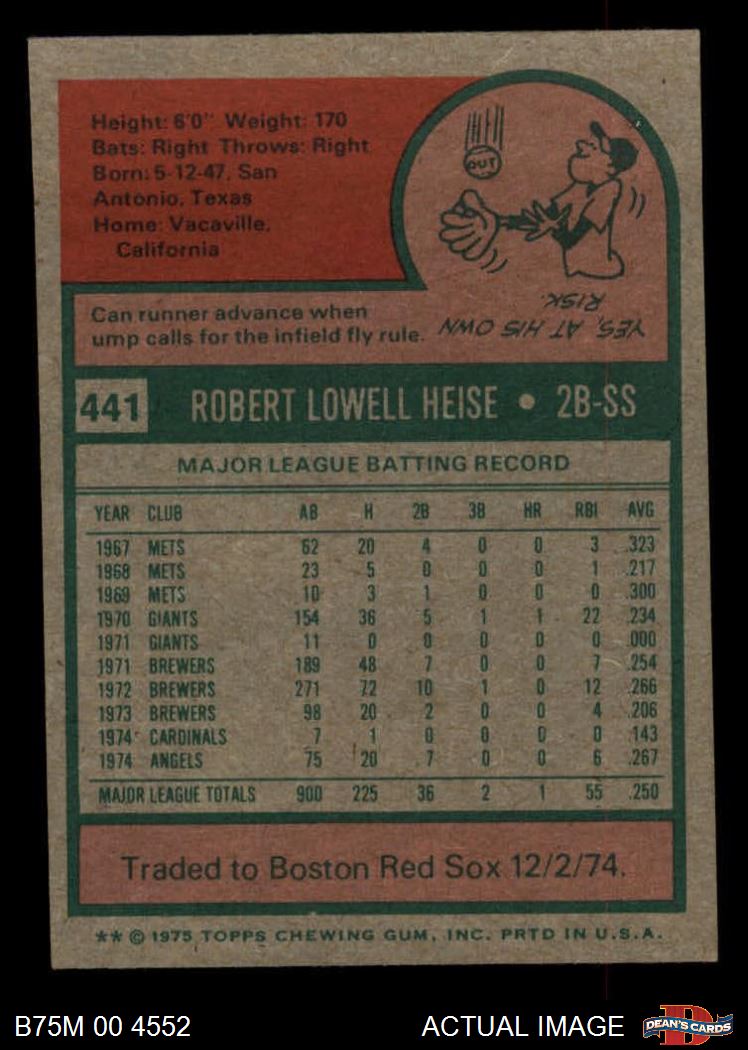 Height: 6'0" Weight: 170
Bats: Right Throws: Right
Born: 5-12-47, San
Antonio, Texas
Home: Vacaville,
California
OUT
Can runner advance when
ump calls for the infield fly rule.
YES, AT HIS OWN
RISK.
441 ROBERT LOWELL HEISE • 2B-SS
MAJOR LEAGUE BATTING RECORD
YEAR CLUB AB H 2B 3B HR RBI AVG
1967 METS 62 20 4 0 0 3 .323
1968 METS 23 5 0 0 0 1 .217
1969 METS 10 3 1 0 0 0 .300
1970 GIANTS 154 36 5 1 1 22 .234
1971 GIANTS 11 0 0 0 0 0 .000
1971 BREWERS 189 48 7 0 0 7 .254
1972 BREWERS 271 72 10 1 0 12 .266
1973 BREWERS 98 20 2 0 0 4 .206
1974 CARDINALS 7 1 0 0 0 0 .143
1974 ANGELS 75 20 7 0 0 6 .267
MAJOR LEAGUE TOTALS 900 225 36 2 1 55 .250
Traded to Boston Red Sox 12/2/74.
** © 1975 TOPPS CHEWING GUM, INC. PRTD IN U.S.A.
B75M 00 4552 ACTUAL IMAGE DEAN'S CARDS